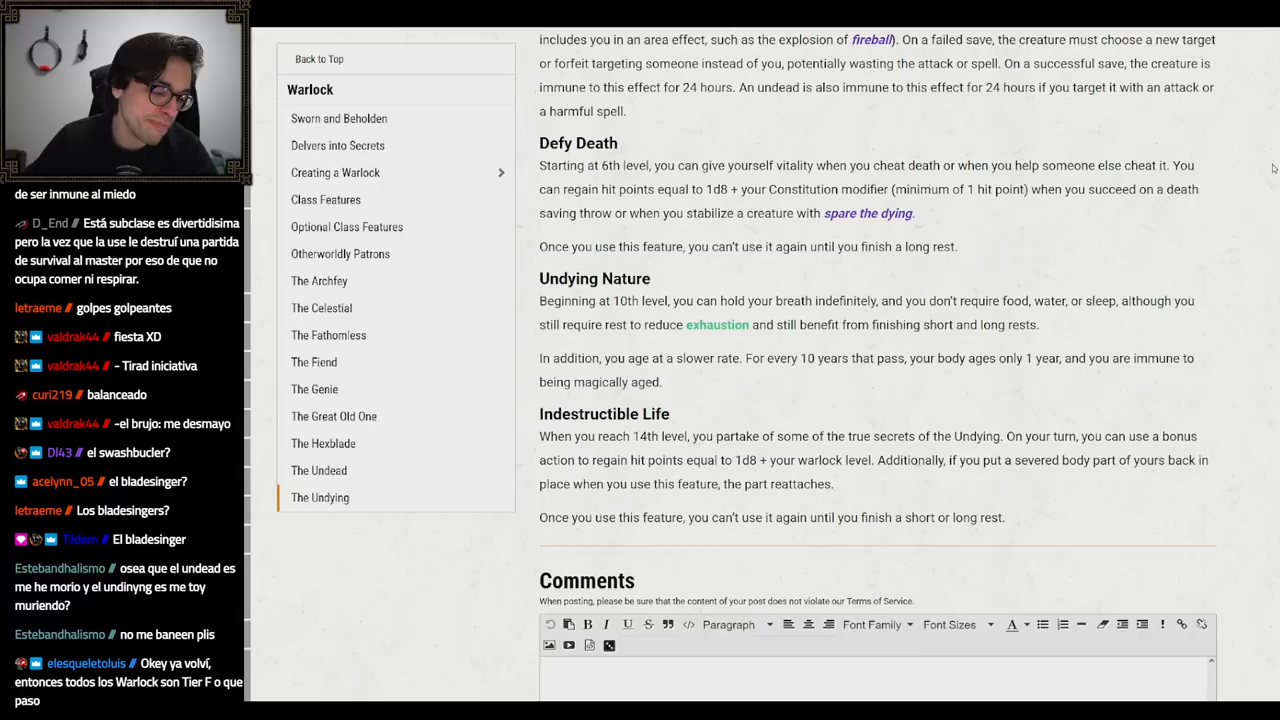 de ser inmune al miedo
D_End // Está subclase es divertidisima
pero la vez que la use le destruí una partida
de survival al master por eso de que no
ocupa comer ni respirar.
letraeme // golpes golpeantes
valdrak44 // fiesta XD
valdrak44 // - Tirad iniciativa
curi219 // balanceado
valdrak44 // -el brujo: me desmayo
Dl43 // el swashbucler?
acelynn_05 // el bladesinger?
letraeme // Los bladesingers?
Tildom // El bladesinger
Estebandhalismo // osea que el undead es
me he morio y el undinyng es me toy
muriendo?
Estebandhalismo // no me baneen plis
elesqueletoluis // Okey ya volví,
entonces todos los Warlock son Tier F o que
paso
Back to Top
Warlock
Sworn and Beholden
Delvers into Secrets
Creating a Warlock
Class Features
Optional Class Features
Otherworldly Patrons
The Archfey
The Celestial
The Fathomless
The Fiend
The Genie
The Great Old One
The Hexblade
The Undead
The Undying
includes you in an area effect, such as the explosion of fireball). On a failed save, the creature must choose a new target
or forfeit targeting someone instead of you, potentially wasting the attack or spell. On a successful save, the creature is
immune to this effect for 24 hours. An undead is also immune to this effect for 24 hours if you target it with an attack or
a harmful spell.
Defy Death
Starting at 6th level, you can give yourself vitality when you cheat death or when you help someone else cheat it. You
can regain hit points equal to 1d8 + your Constitution modifier (minimum of 1 hit point) when you succeed on a death
saving throw or when you stabilize a creature with spare the dying.
Once you use this feature, you can't use it again until you finish a long rest.
Undying Nature
Beginning at 10th level, you can hold your breath indefinitely, and you don't require food, water, or sleep, although you
still require rest to reduce exhaustion and still benefit from finishing short and long rests.
In addition, you age at a slower rate. For every 10 years that pass, your body ages only 1 year, and you are immune to
being magically aged.
Indestructible Life
When you reach 14th level, you partake of some of the true secrets of the Undying. On your turn, you can use a bonus
action to regain hit points equal to 1d8 + your warlock level. Additionally, if you put a severed body part of yours back in
place when you use this feature, the part reattaches.
Once you use this feature, you can't use it again until you finish a short or long rest.
Comments
When posting, please be sure that the content of your post does not violate our Terms of Service.
B I U S Paragraph Font Family Font Sizes A